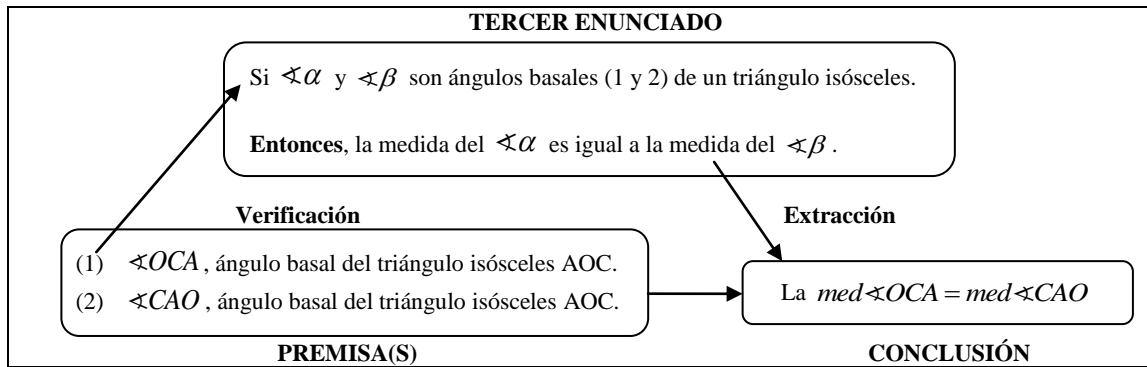 TERCER ENUNCIADO
Si ∢α y ∢β son ángulos basales (1 y 2) de un triángulo isósceles.
Entonces, la medida del ∢α es igual a la medida del ∢β.
Verificación
Extracción
(1) ∢OCA, ángulo basal del triángulo isósceles AOC.
(2) ∢CAO, ángulo basal del triángulo isósceles AOC.
La med∢OCA = med∢CAO
PREMISA(S)
CONCLUSIÓN